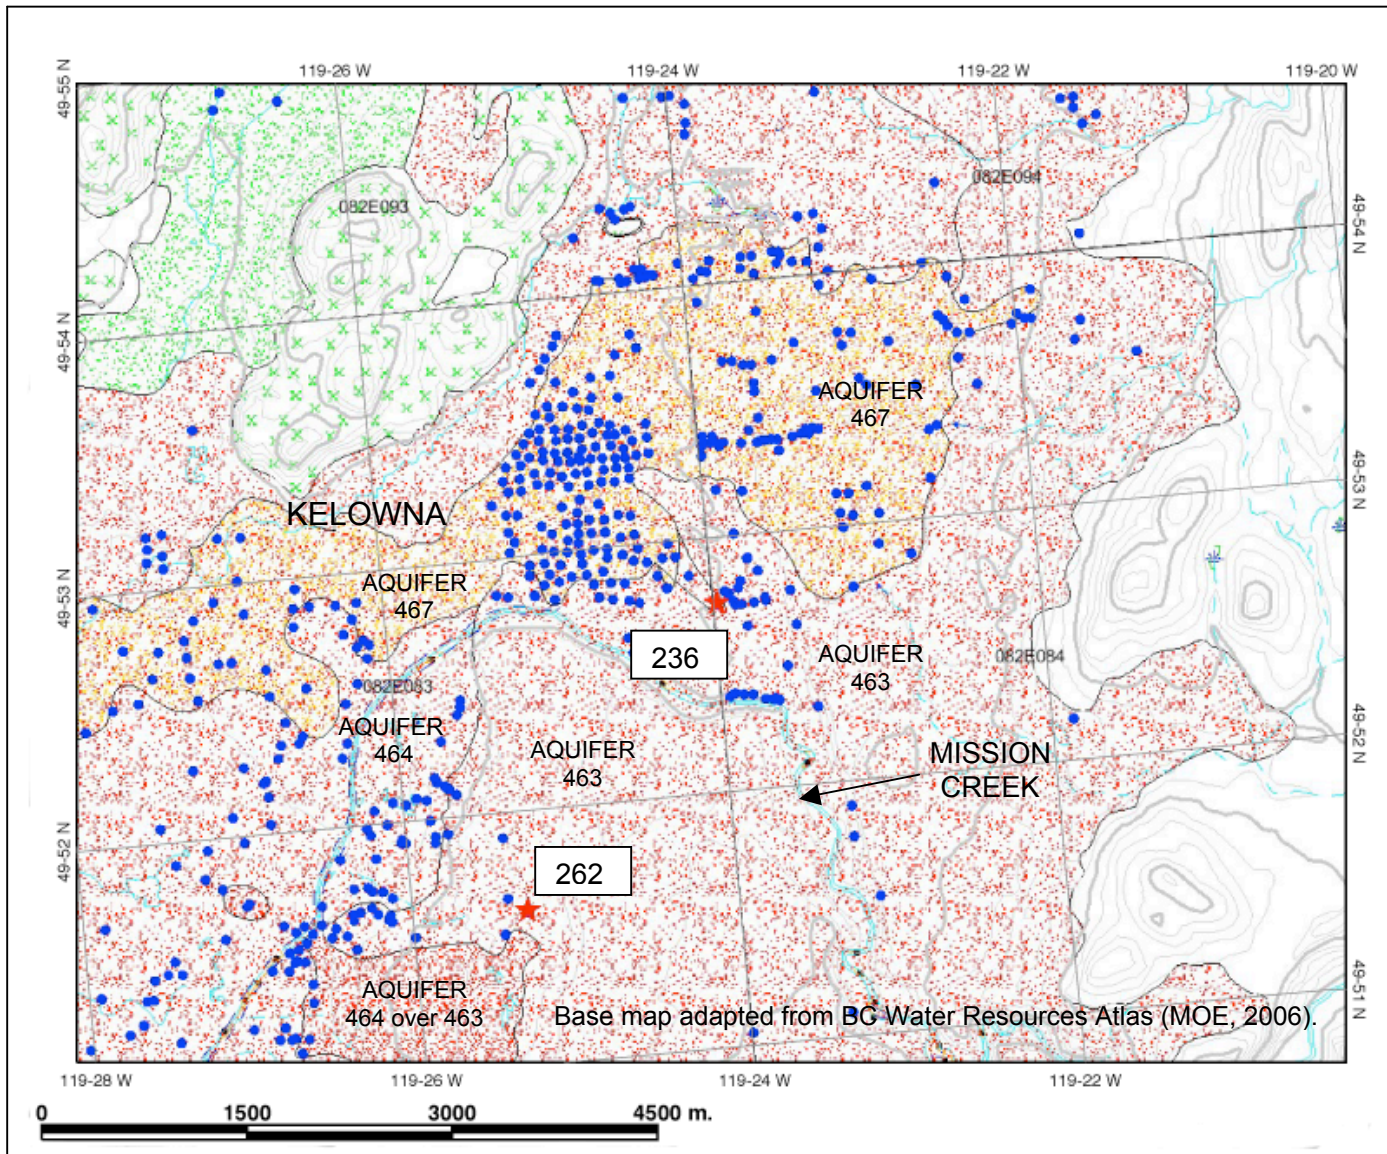 119-26 W
119-24 W
119-22 W
119-20 W
49-55 N
082E094
082E093
49-54 N
49-54 N
AQUIFER
467
KELOWNA
49-53 N
AQUIFER
467
49-53 N
236
AQUIFER
463
082E084
082E083
AQUIFER
464
AQUIFER
463
MISSION
CREEK
49-52 N
49-52 N
262
AQUIFER
464 over 463
Base map adapted from BC Water Resources Atlas (MOE, 2006).
49-51 N
119-28 W
119-26 W
119-24 W
119-22 W
0
1500
3000
4500 m.